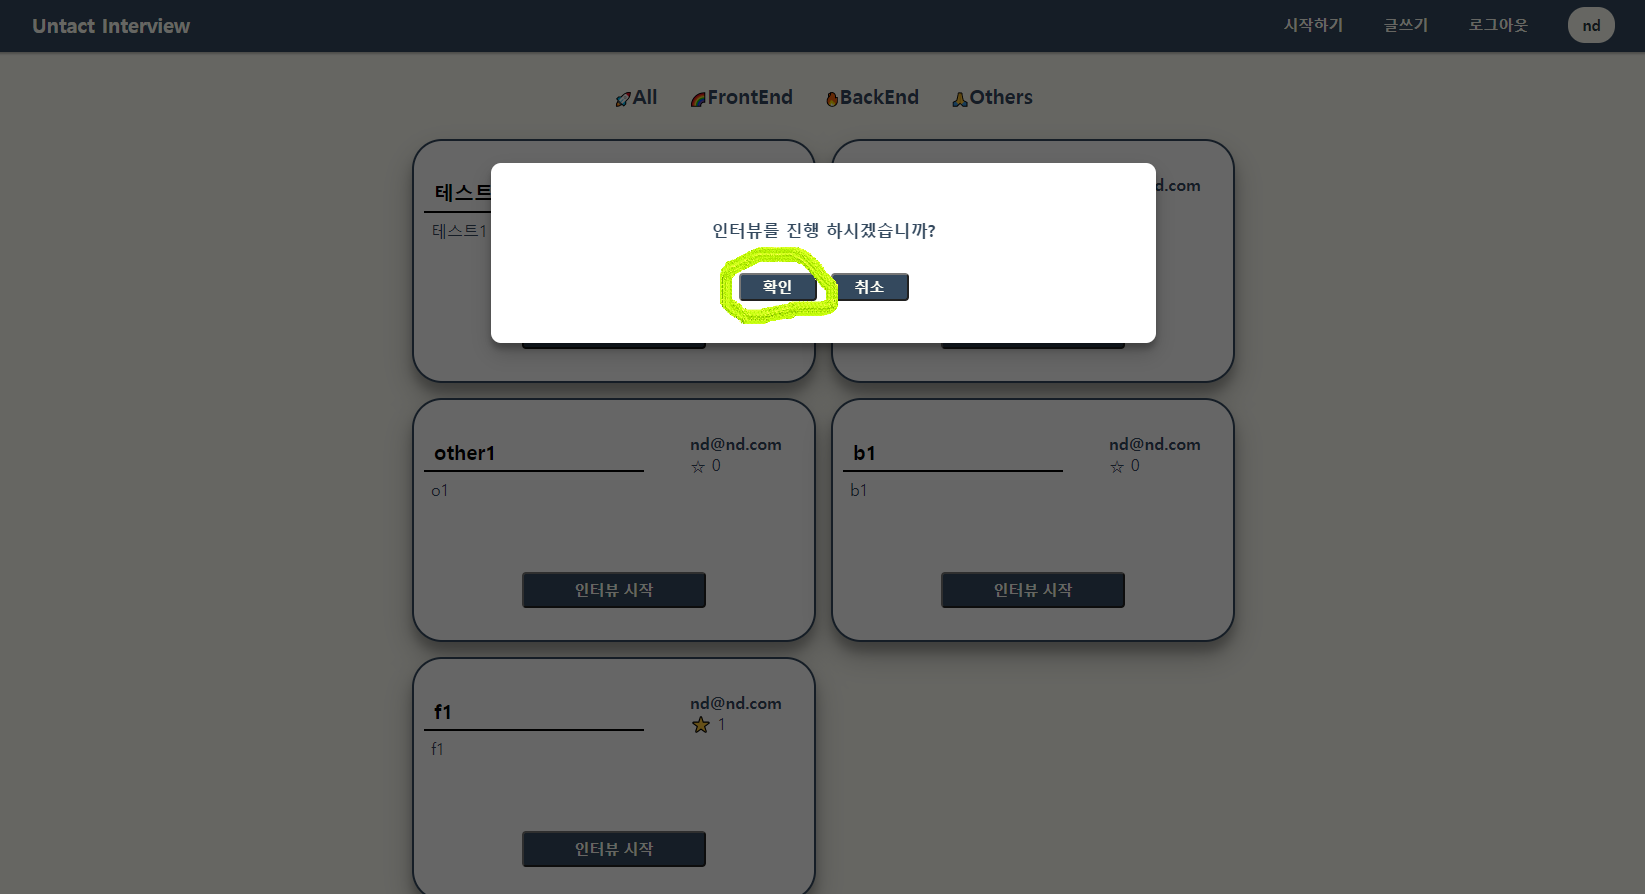 Untact Interview 시작하기 글쓰기 로그아웃 nd
🚀All 🌈FrontEnd 🔥BackEnd 🙏Others
테스트
테스트1
d.com
인터뷰를 진행 하시겠습니까?
확인 취소
other1
nd@nd.com
☆ 0
o1
인터뷰 시작
b1
nd@nd.com
☆ 0
b1
인터뷰 시작
f1
nd@nd.com
⭐ 1
f1
인터뷰 시작